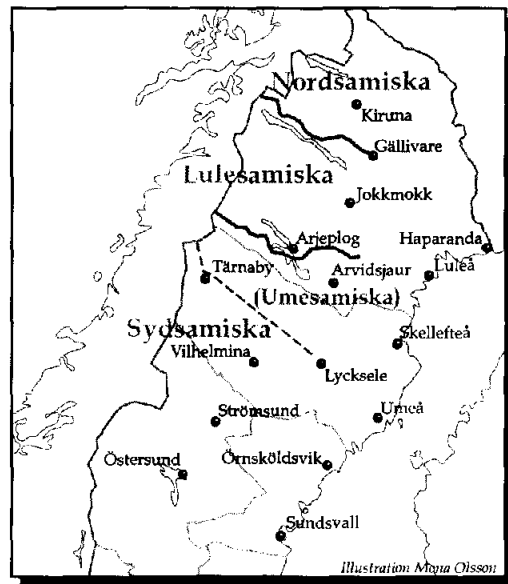 Nordsamiska
Kiruna
Gällivare
Lulesamiska
Jokkmokk
Arjeplog
Haparanda
Tärnaby
Arvidsjaur
Luleå
(Umesamiska)
Sydsamiska
Skellefteå
Vilhelmina
Lycksele
Strömsund
Umeå
Östersund
Örnsköldsvik
Sundsvall
Illustration Mona Olsson